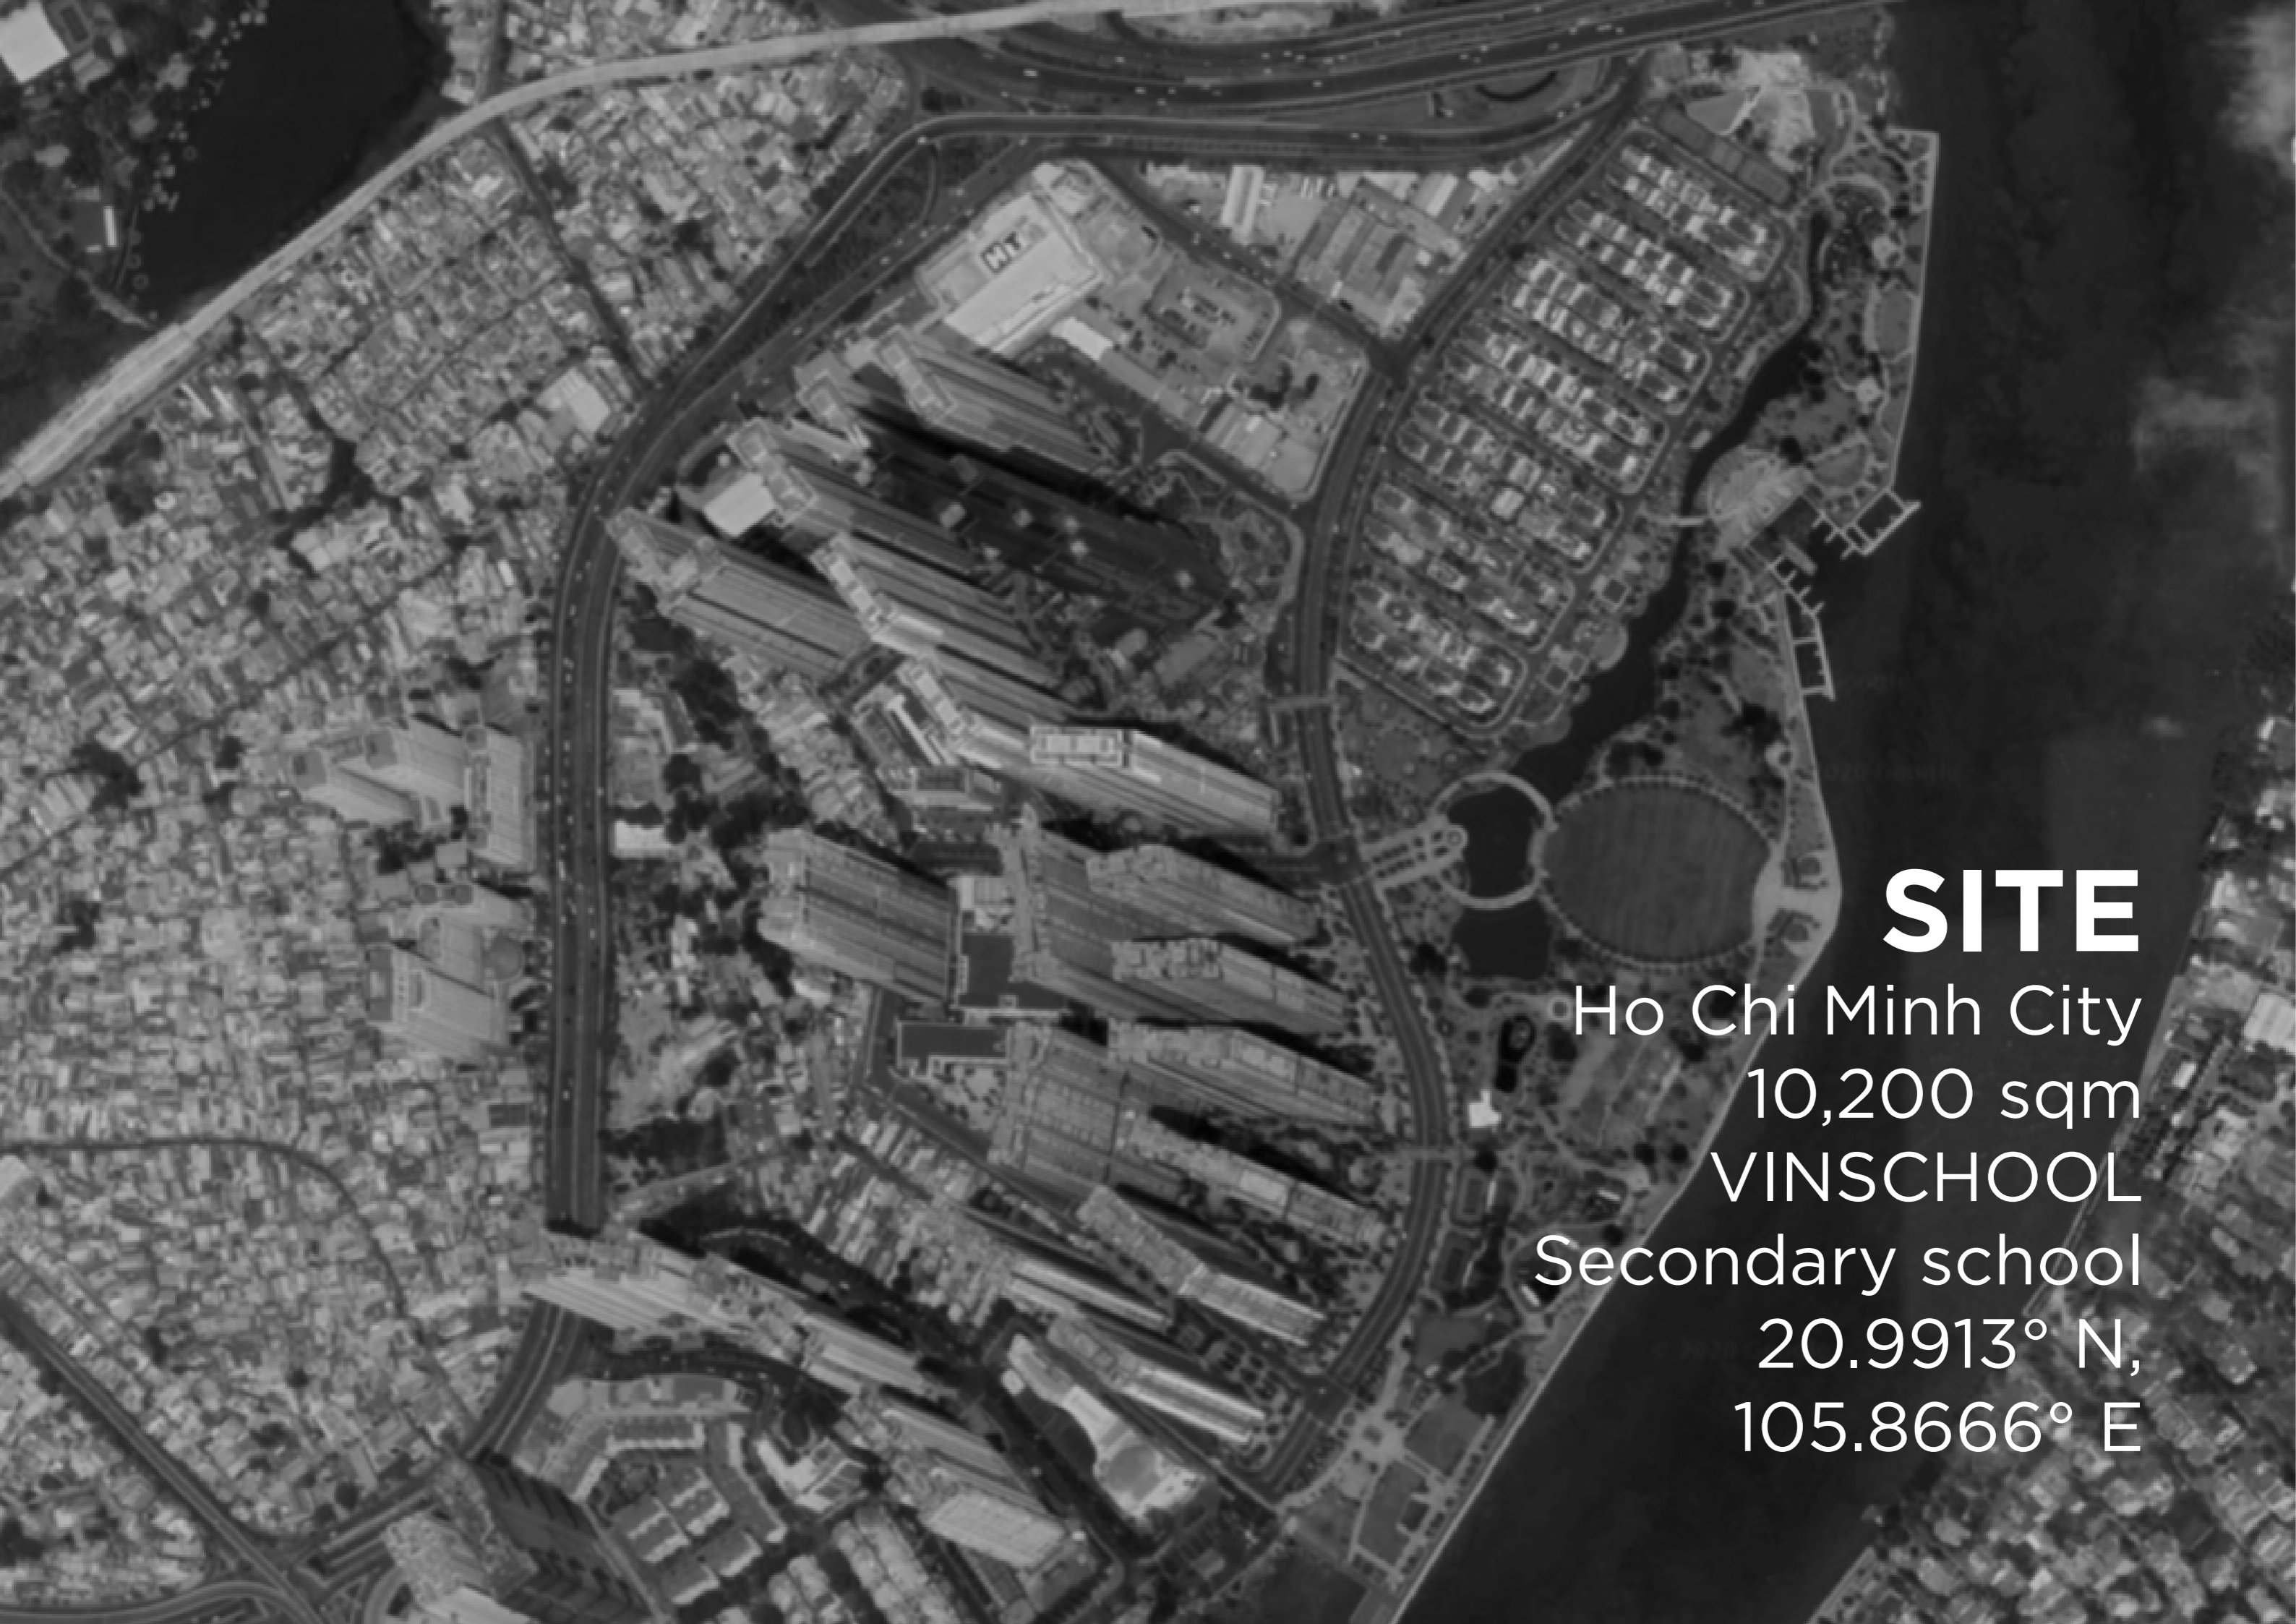 SITE
Ho Chi Minh City
10,200 sqm
VINSCHOOL
Secondary school
20.9913° N,
105.8666° E